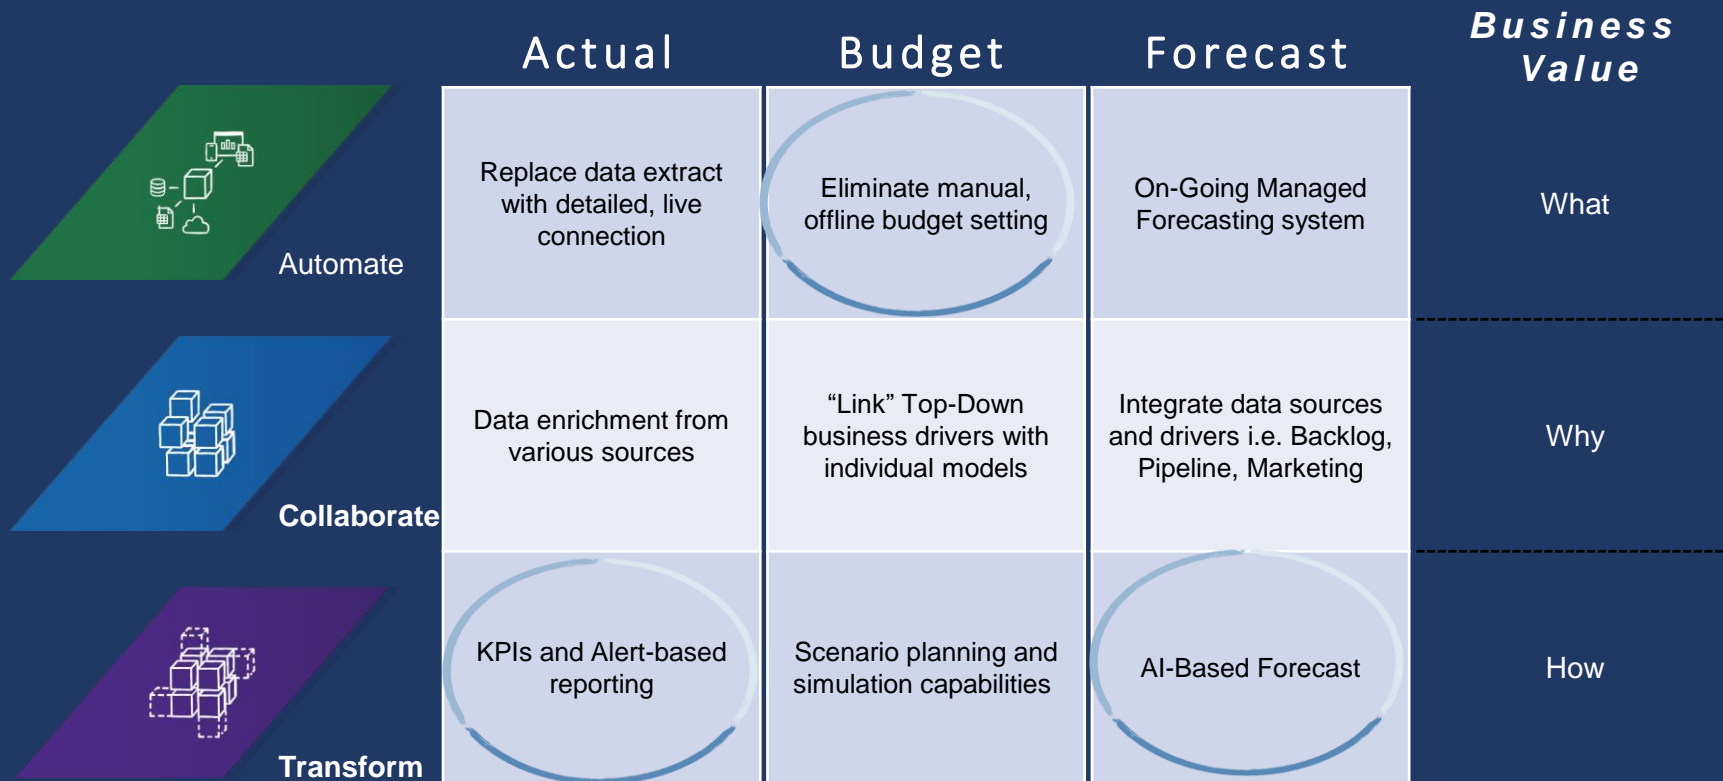 Actual
Budget
Forecast
Business
Value
Automate
Replace data extract
with detailed, live
connection
Eliminate manual,
offline budget setting
On-Going Managed
Forecasting system
What
Collaborate
Data enrichment from
various sources
“Link” Top-Down
business drivers with
individual models
Integrate data sources
and drivers i.e. Backlog,
Pipeline, Marketing
Why
Transform
KPIs and Alert-based
reporting
Scenario planning and
simulation capabilities
AI-Based Forecast
How